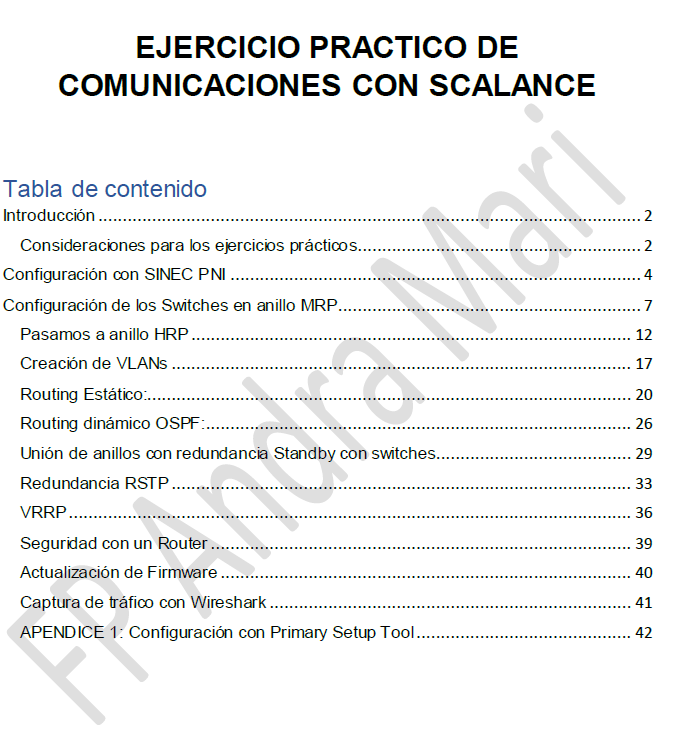 EJERCICIO PRACTICO DE
COMUNICACIONES CON SCALANCE
Tabla de contenido
Introducción ........ 2
Consideraciones para los ejercicios prácticos........ 2
Configuración con SINEC PNI ........ 4
Configuración de los Switches en anillo MRP........ 7
Pasamos a anillo HRP ........ 12
Creación de VLANs ........ 17
Routing Estático:........ 20
Routing dinámico OSPF:........ 26
Unión de anillos con redundancia Standby con switches........ 29
Redundancia RSTP ........ 33
VRRP ........ 36
Seguridad con un Router ........ 39
Actualización de Firmware ........ 40
Captura de tráfico con Wireshark ........ 41
APENDICE 1: Configuración con Primary Setup Tool ........ 42
FP Andra Mari